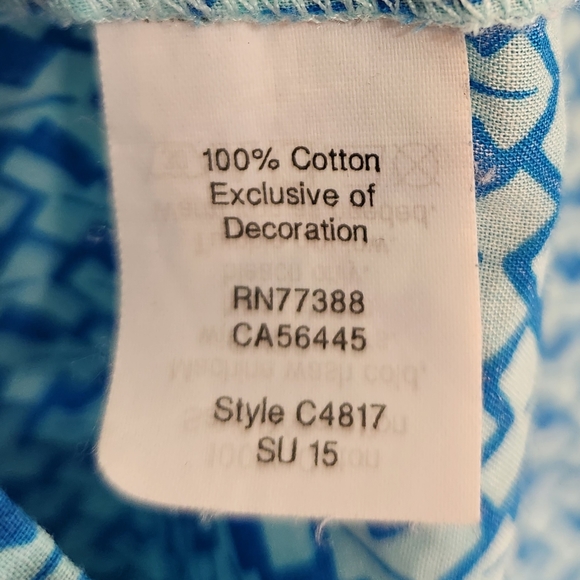 100% Cotton
Exclusive of
Decoration
RN77388
CA56445
Style C4817
SU 15